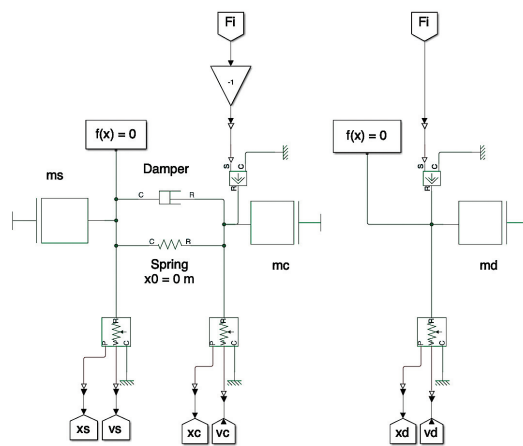 Fi
Fi
-1
f(x) = 0
f(x) = 0
Damper
S
C
S
C
ms
R
R
C
R
C
R
Spring
x0 = 0 m
mc
md
R
R
R
P
V
C
P
V
C
P
V
C
xs
vs
xc
vc
xd
vd